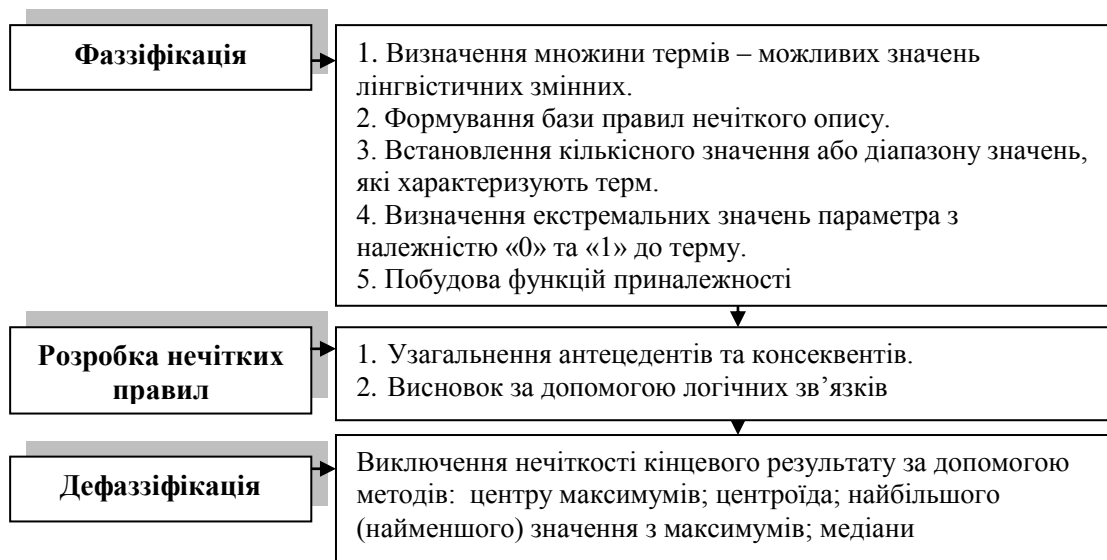 Фаззіфікація
1. Визначення множини термів – можливих значень
лінгвістичних змінних.
2. Формування бази правил нечіткого опису.
3. Встановлення кількісного значення або діапазону значень,
які характеризують терм.
4. Визначення екстремальних значень параметра з
належністю «0» та «1» до терму.
5. Побудова функцій приналежності
Розробка нечітких
правил
1. Узагальнення антецедентів та консеквентів.
2. Висновок за допомогою логічних зв’язків
Дефаззіфікація
Виключення нечіткості кінцевого результату за допомогою
методів: центру максимумів; центроїда; найбільшого
(найменшого) значення з максимумів; медіани